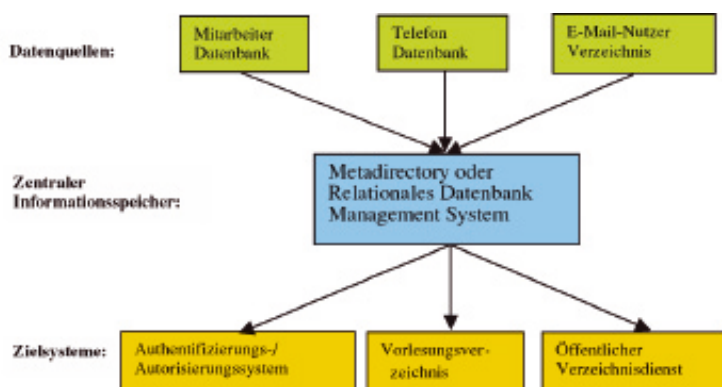 Datenquellen:
Mitarbeiter
Datenbank
Telefon
Datenbank
E-Mail-Nutzer
Verzeichnis
Zentraler
Informationsspeicher:
Metadirectory oder
Relationales Datenbank
Management System
Zielsysteme:
Authentifizierungs-/
Autorisierungssystem
Vorlesungsver-
zeichnis
Öffentlicher
Verzeichnisdienst